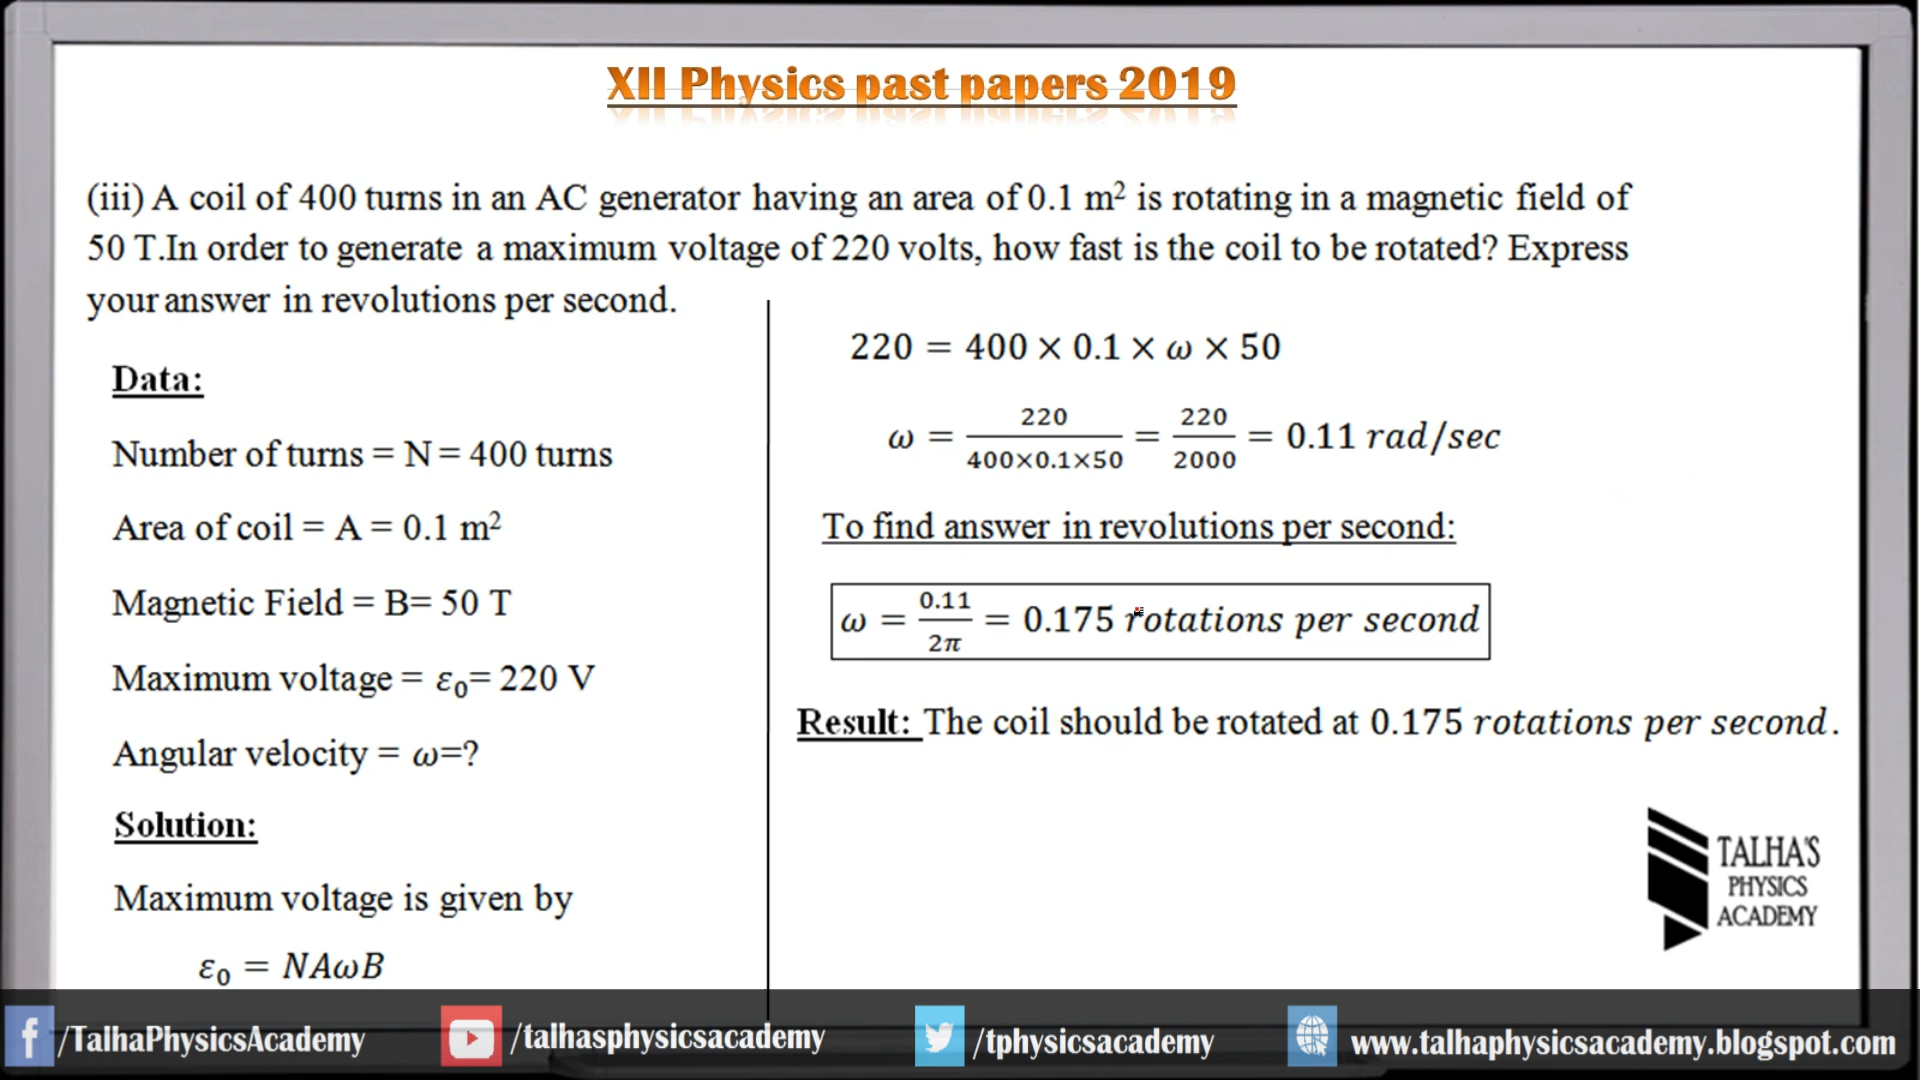 XII Physics past papers 2019
(iii) A coil of 400 turns in an AC generator having an area of 0.1 m² is rotating in a magnetic field of
50 T.In order to generate a maximum voltage of 220 volts, how fast is the coil to be rotated? Express
your answer in revolutions per second.
Data:
Number of turns = N = 400 turns
Area of coil = A = 0.1 m²
Magnetic Field = B= 50 T
Maximum voltage = ε₀= 220 V
Angular velocity = ω=?
Solution:
Maximum voltage is given by
ε₀ = NAωB
220 = 400 × 0.1 × ω × 50
ω = 220/400×0.1×50 = 220/2000 = 0.11 rad/sec
To find answer in revolutions per second:
ω = 0.11/2π = 0.175 rotations per second
Result: The coil should be rotated at 0.175 rotations per second.
TALHA'S
PHYSICS
ACADEMY
/TalhaPhysicsAcademy
/talhasphysicsacademy
/tphysicsacademy
www.talhaphysicsacademy.blogspot.com